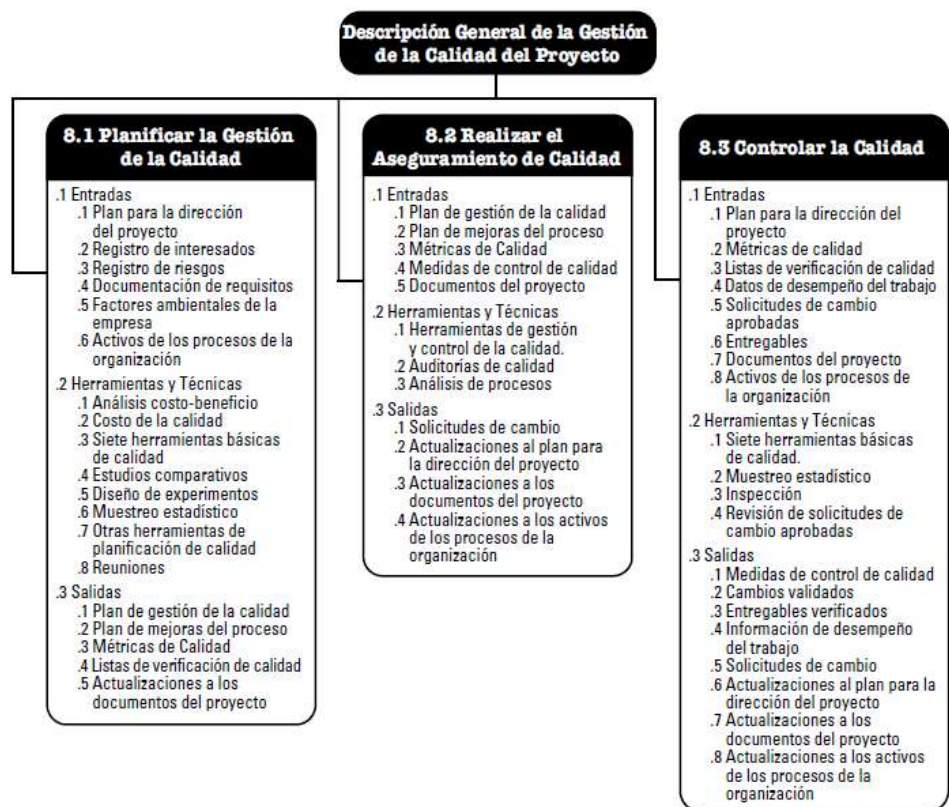 Descripción General de la Gestión
de la Calidad del Proyecto
8.1 Planificar la Gestión
de la Calidad
.1 Entradas
.1 Plan para la dirección
del proyecto
.2 Registro de interesados
.3 Registro de riesgos
.4 Documentación de requisitos
.5 Factores ambientales de la
empresa
.6 Activos de los procesos de la
organización
.2 Herramientas y Técnicas
.1 Análisis costo-beneficio
.2 Costo de la calidad
.3 Siete herramientas básicas
de calidad
.4 Estudios comparativos
.5 Diseño de experimentos
.6 Muestreo estadístico
.7 Otras herramientas de
planificación de calidad
.8 Reuniones
.3 Salidas
.1 Plan de gestión de la calidad
.2 Plan de mejoras del proceso
.3 Métricas de Calidad
.4 Listas de verificación de calidad
.5 Actualizaciones a los
documentos del proyecto
8.2 Realizar el
Aseguramiento de Calidad
.1 Entradas
.1 Plan de gestión de la calidad
.2 Plan de mejoras del proceso
.3 Métricas de Calidad
.4 Medidas de control de calidad
.5 Documentos del proyecto
.2 Herramientas y Técnicas
.1 Herramientas de gestión
y control de la calidad.
.2 Auditorías de calidad
.3 Análisis de procesos
.3 Salidas
.1 Solicitudes de cambio
.2 Actualizaciones al plan para
la dirección del proyecto
.3 Actualizaciones a los
documentos del proyecto
.4 Actualizaciones a los activos
de los procesos de la
organización
8.3 Controlar la Calidad
.1 Entradas
.1 Plan para la dirección del
proyecto
.2 Métricas de calidad
.3 Listas de verificación de calidad
.4 Datos de desempeño del trabajo
.5 Solicitudes de cambio
aprobadas
.6 Entregables
.7 Documentos del proyecto
.8 Activos de los procesos de
la organización
.2 Herramientas y Técnicas
.1 Siete herramientas básicas
de calidad.
.2 Muestreo estadístico
.3 Inspección
.4 Revisión de solicitudes de
cambio aprobadas
.3 Salidas
.1 Medidas de control de calidad
.2 Cambios validados
.3 Entregables verificados
.4 Información de desempeño
del trabajo
.5 Solicitudes de cambio
.6 Actualizaciones al plan para la
dirección del proyecto
.7 Actualizaciones a los
documentos del proyecto
.8 Actualizaciones a los activos
de los procesos de la
organización